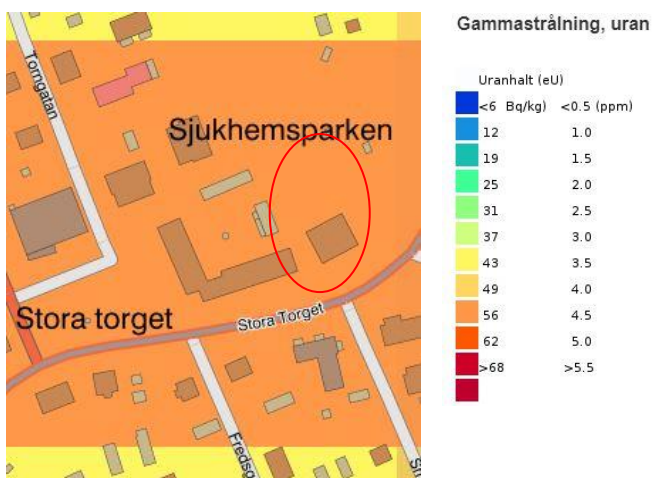 Gammastrålning, uran
Torngatan
Sjukhemsparken
Stora torget
Stora Torget
Fredsg
Uranhalt (eU)
<6 Bq/kg) <0.5 (ppm)
12 1.0
19 1.5
25 2.0
31 2.5
37 3.0
43 3.5
49 4.0
56 4.5
62 5.0
>68 >5.5